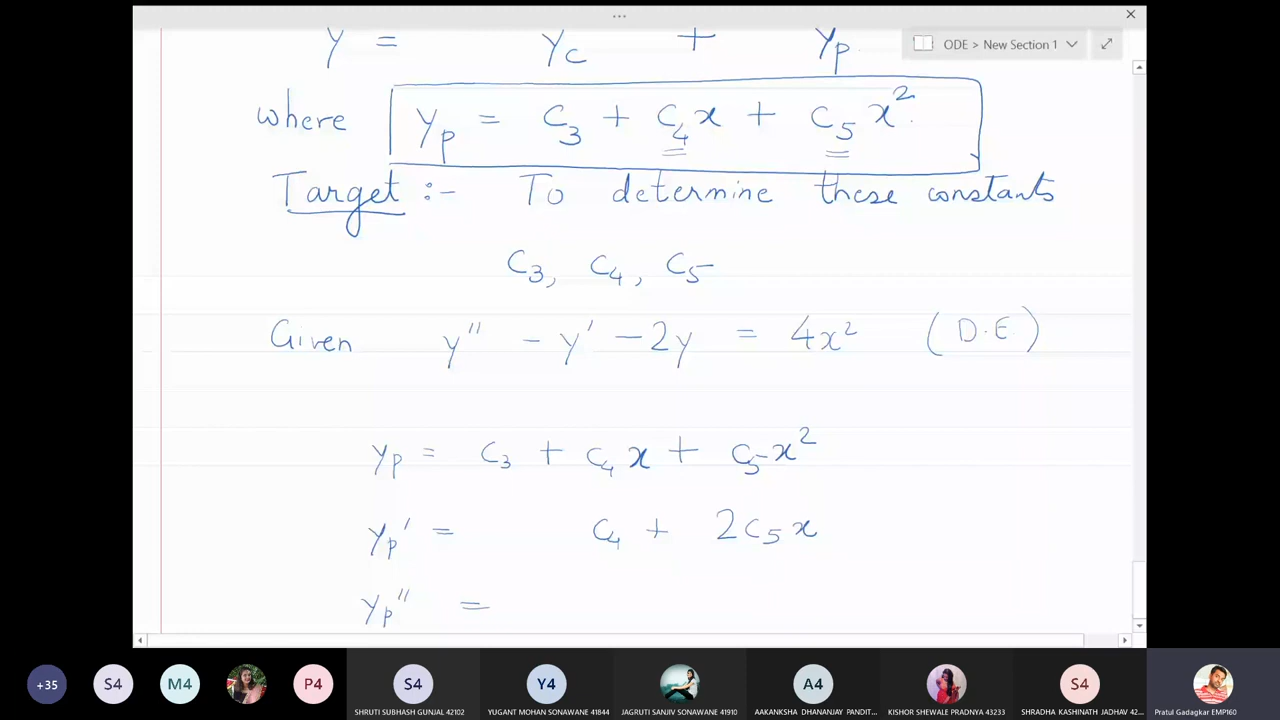 ODE > New Section 1
y = y_c + y_p
where y_p = c_3 + c_4 x + c_5 x^2
Target :- To determine these constants
c_3, c_4, c_5
Given y'' - y' - 2y = 4x^2 (D.E.)
y_p = c_3 + c_4 x + c_5 x^2
y_p' = c_4 + 2c_5 x
y_p'' =
+35 S4 M4 P4 S4 Y4 A4 S4
SHRUTI SUBHASH GUNJAL 42102 YUGANT MOHAN SONAWANE 41844 JAGRUTI SANJIV SONAWANE 41910 AAKANKSHA DHANANJAY PANDIT... KISHOR SHEWALE PRADNYA 43233 SHRADHA KASHINATH JADHAV 42... Pratul Gadagkar EMP160